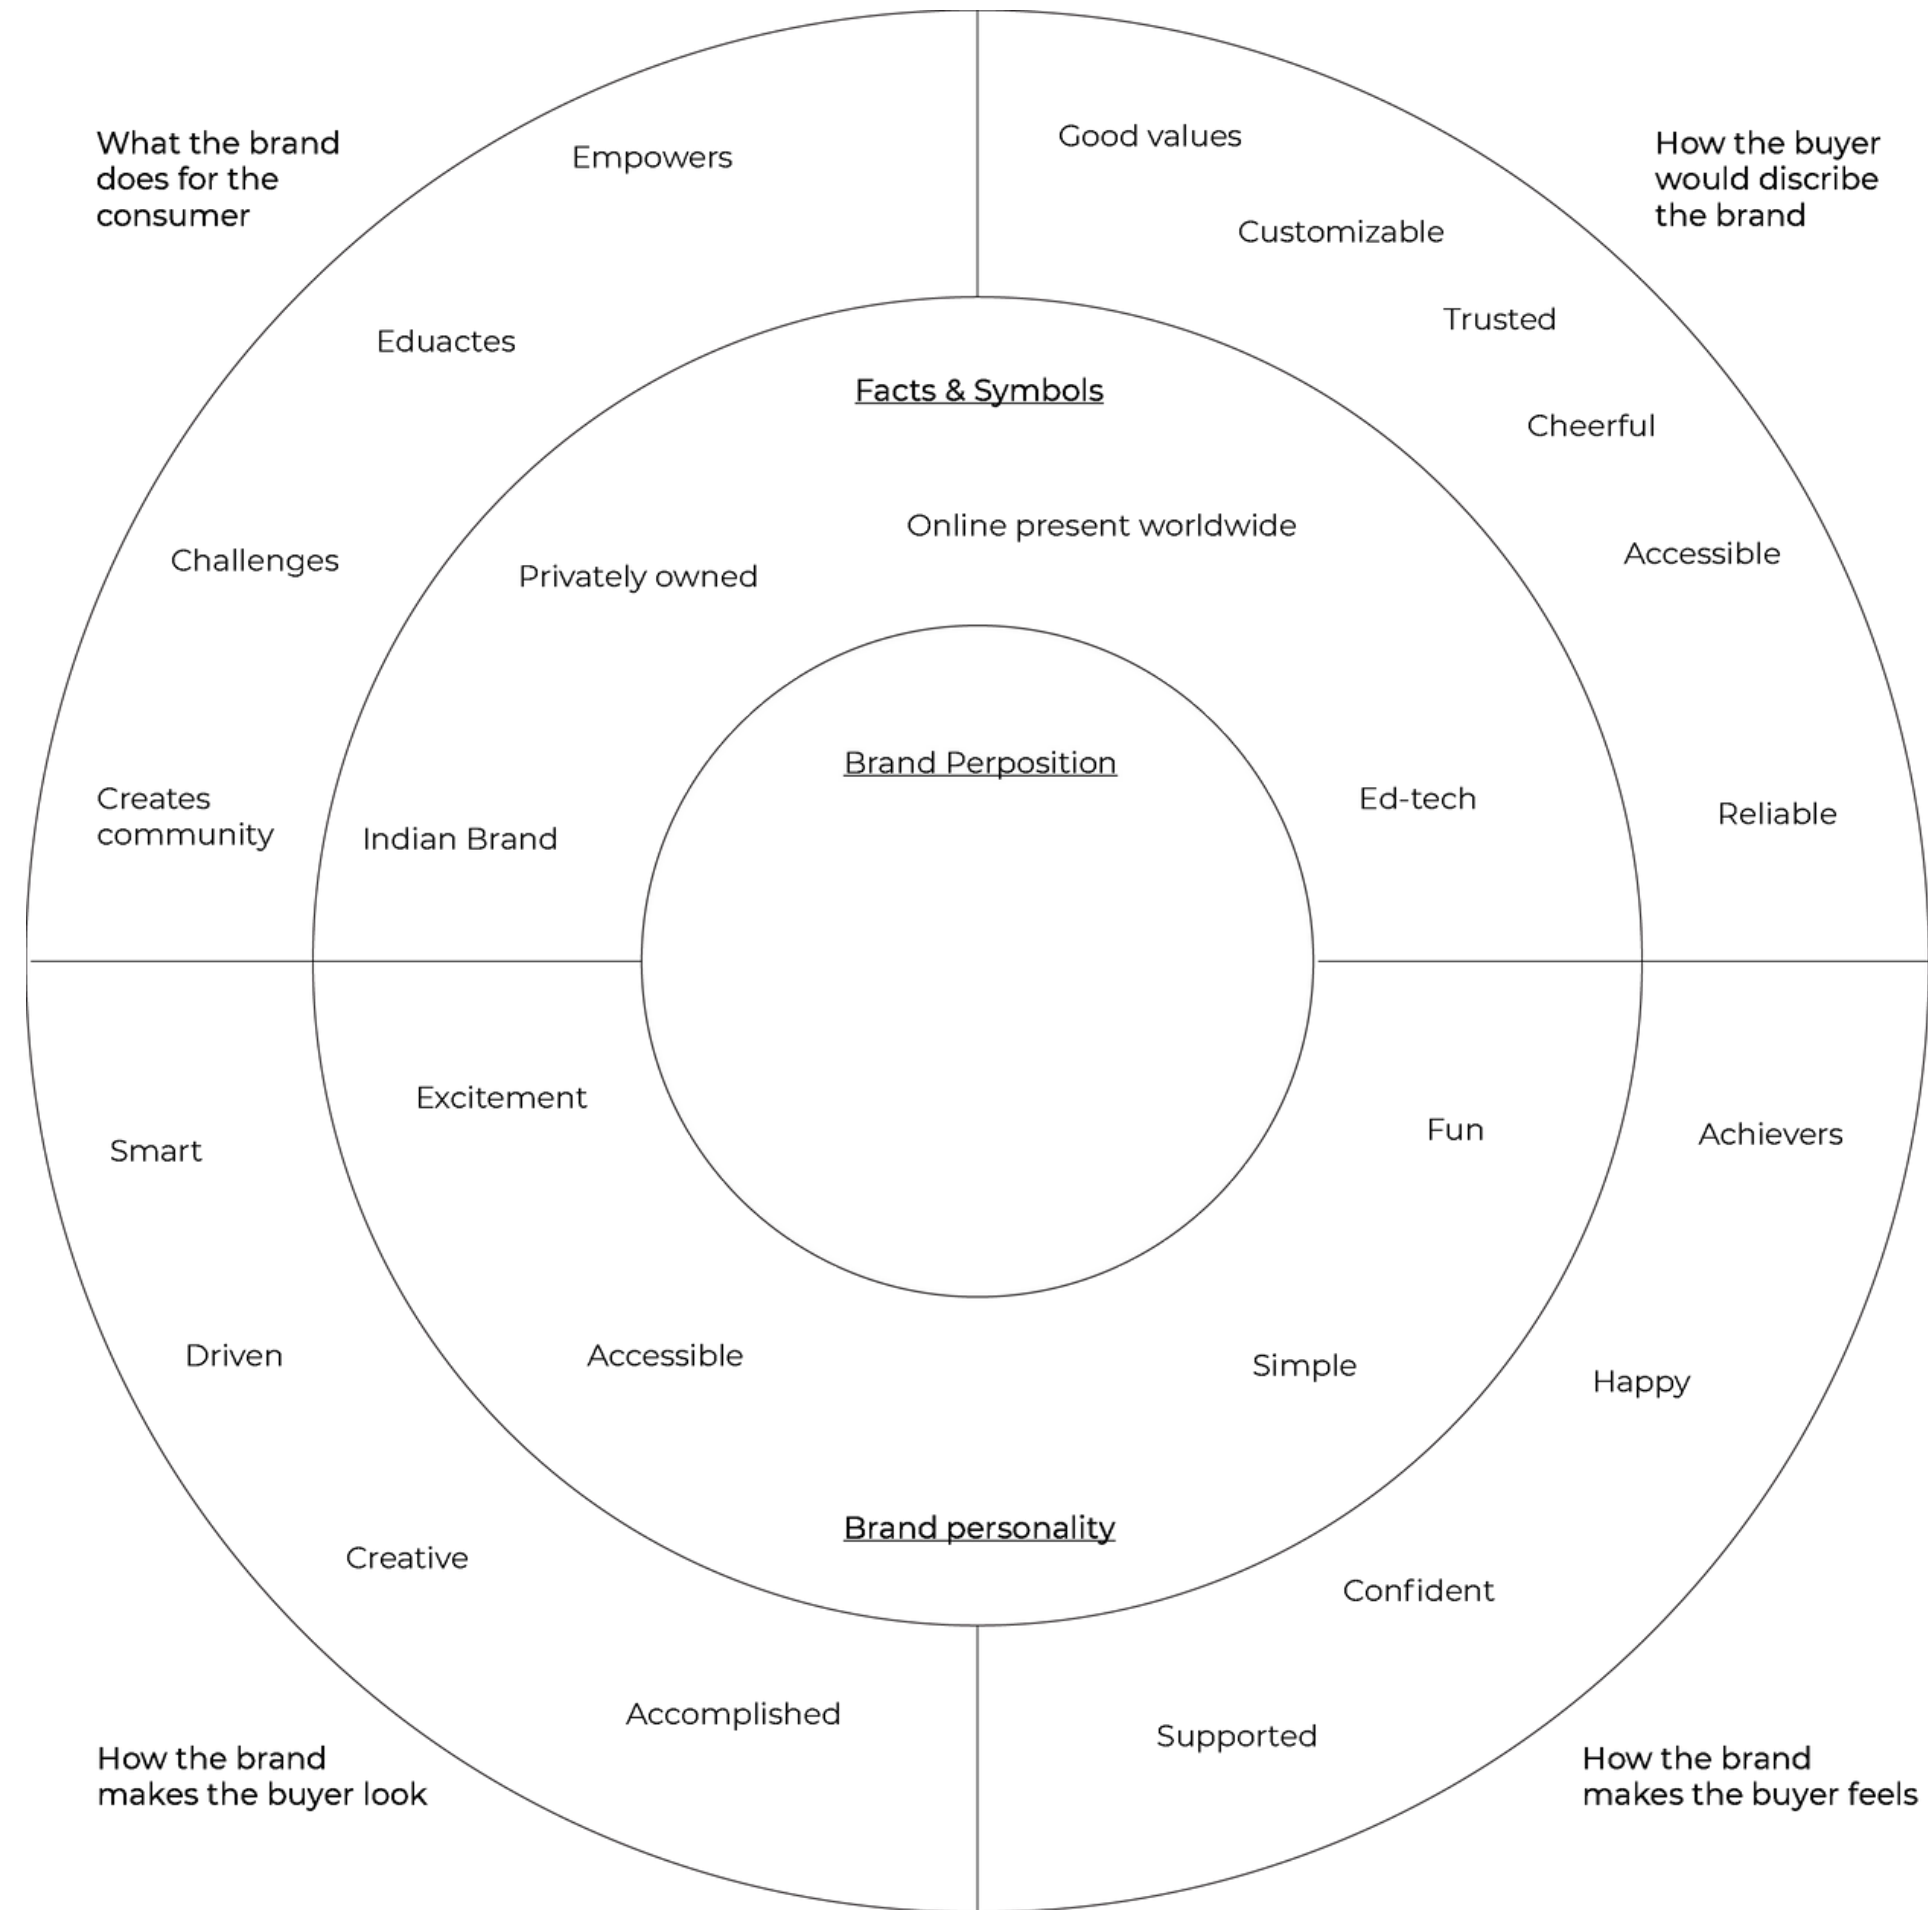 What the brand
does for the
consumer
Empowers
Eduactes
Challenges
Creates
community
How the buyer
would discribe
the brand
Good values
Customizable
Trusted
Cheerful
Accessible
Reliable
Facts & Symbols
Online present worldwide
Privately owned
Indian Brand
Ed-tech
Brand Perposition
Excitement
Fun
Accessible
Simple
Brand personality
Smart
Driven
Creative
Accomplished
How the brand
makes the buyer look
Achievers
Happy
Confident
Supported
How the brand
makes the buyer feels